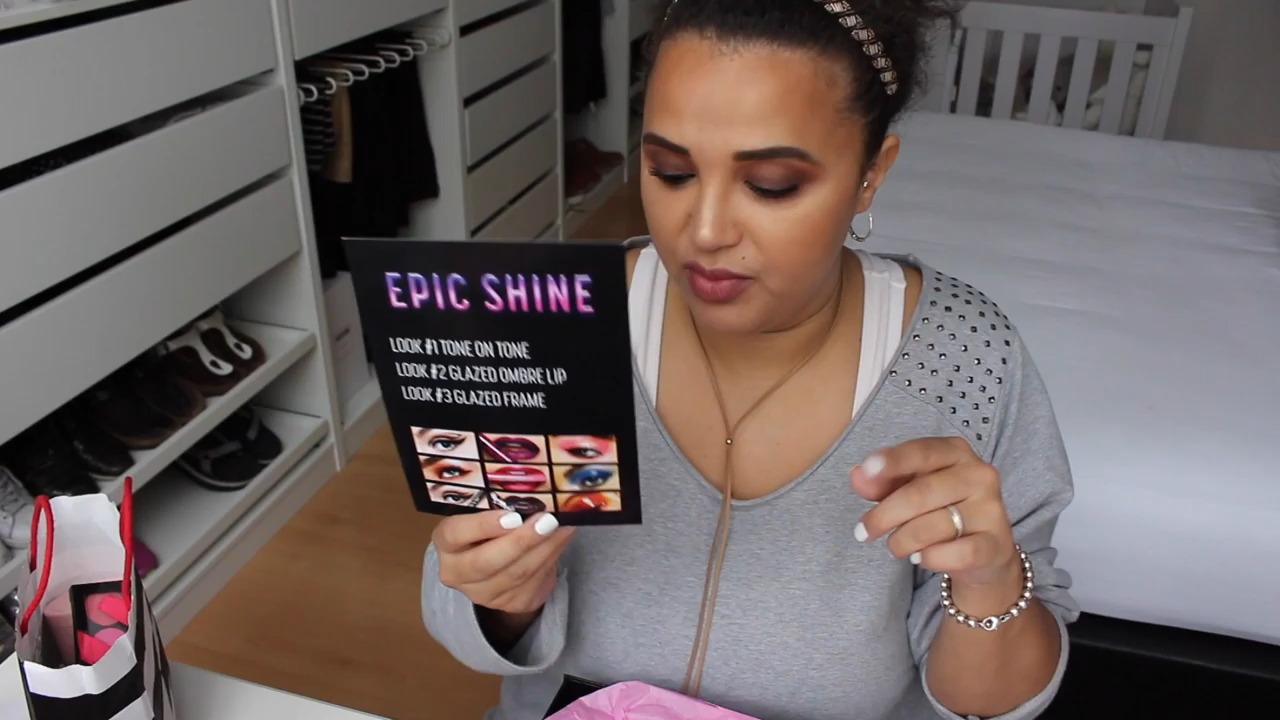 EPIC SHINE
LOOK #1 TONE ON TONE
LOOK #2 GLAZED OMBRE LIP
LOOK #3 GLAZED FRAME